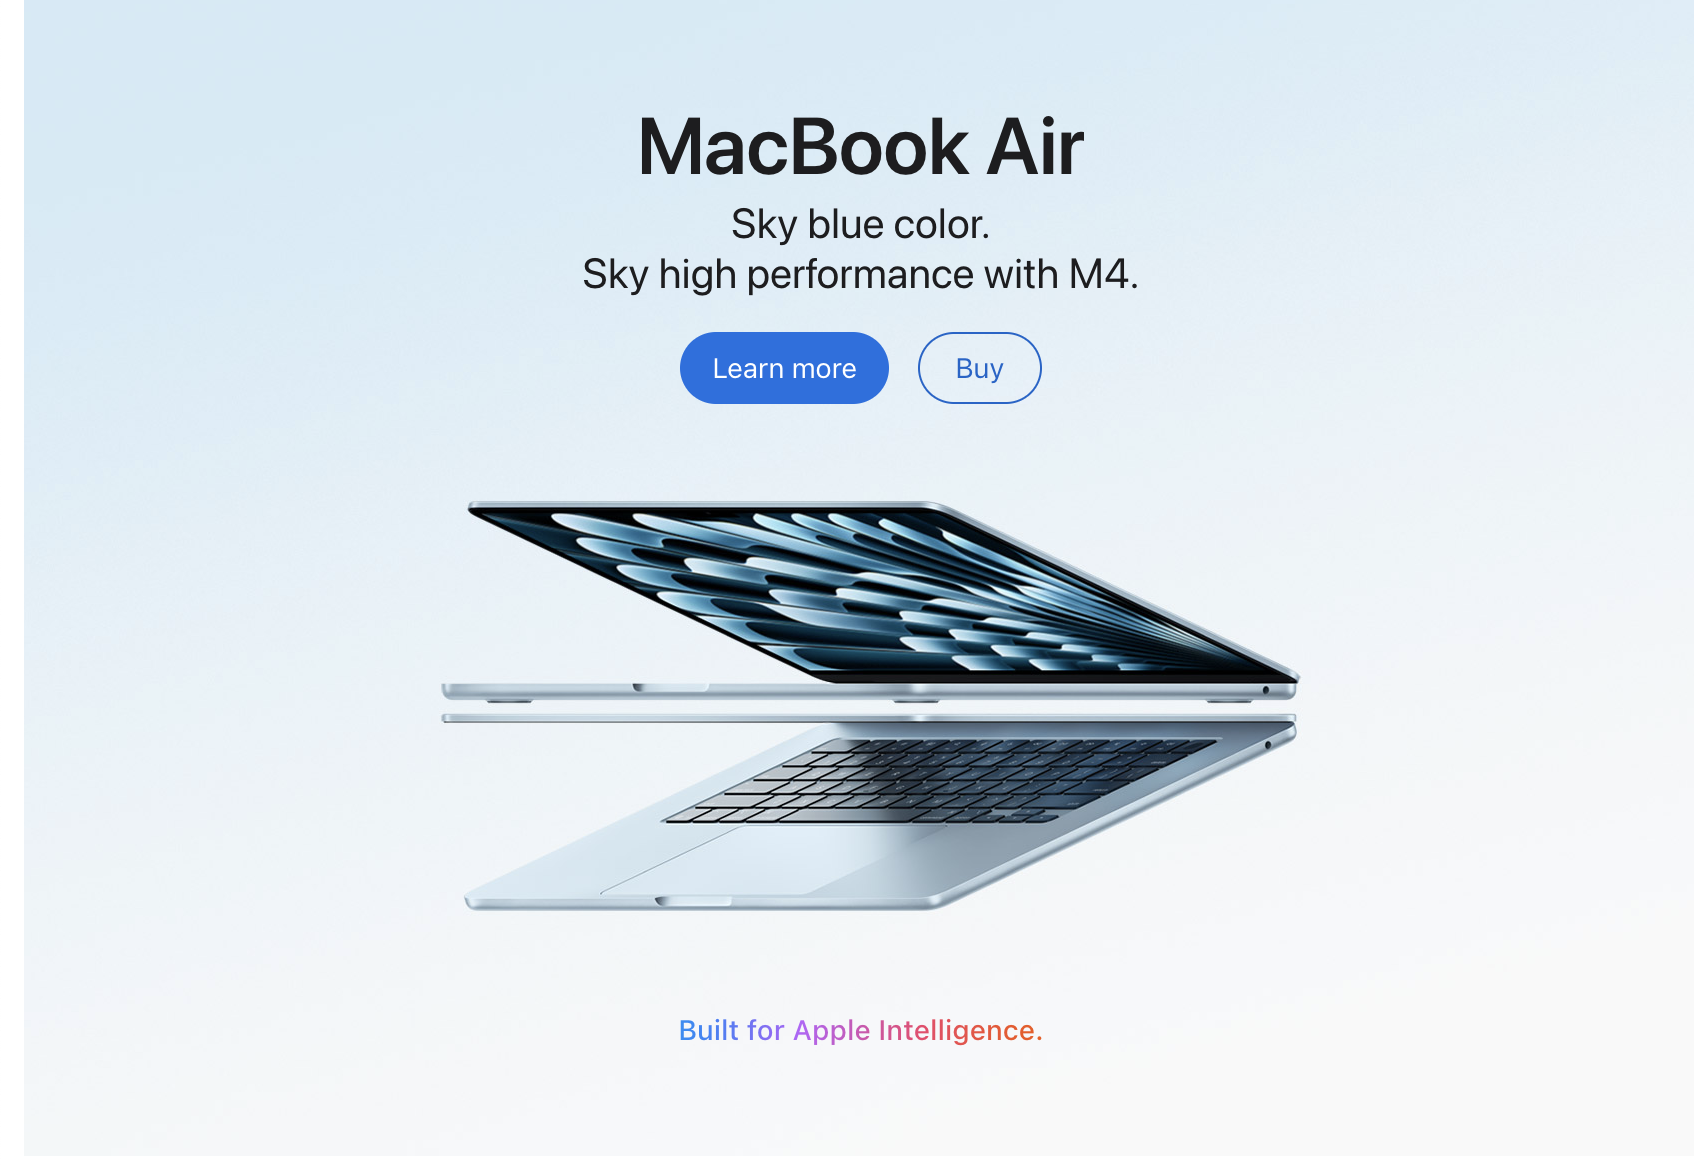 MacBook Air
Sky blue color.
Sky high performance with M4.
Learn more
Buy
Built for Apple Intelligence.